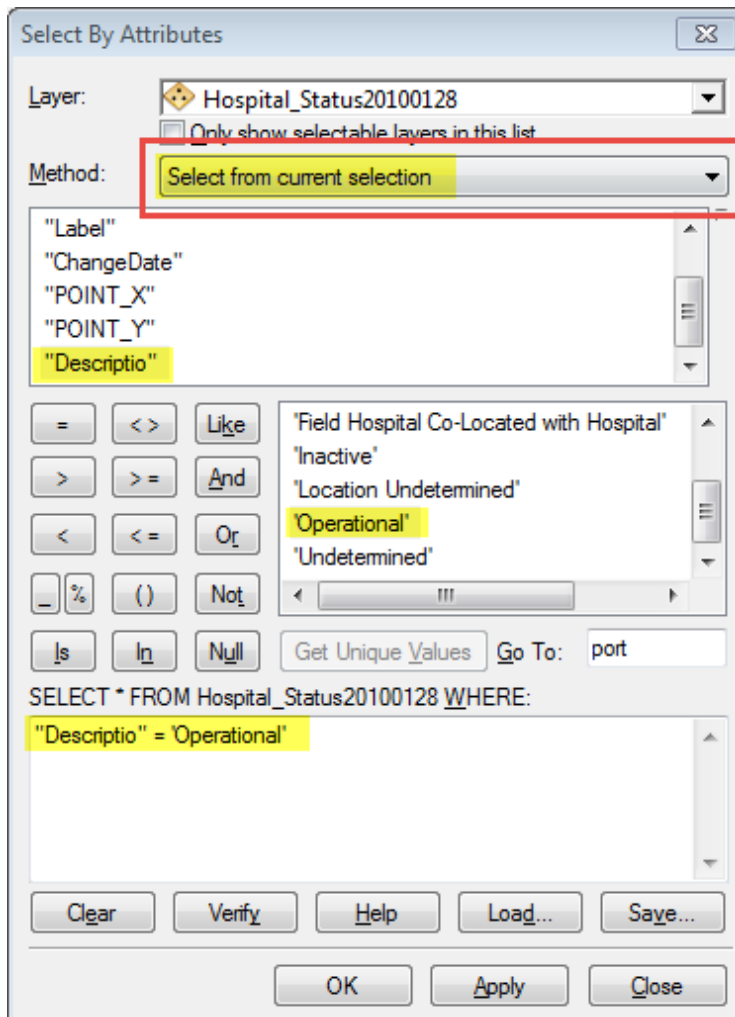 Select By Attributes
Layer: Hospital_Status20100128
Only show selectable layers in this list
Method: Select from current selection
"Label"
"ChangeDate"
"POINT_X"
"POINT_Y"
"Descriptio"
= < > Like
> > = And
< < = Or
_ % ( ) Not
Is In Null
'Field Hospital Co-Located with Hospital'
'Inactive'
'Location Undetermined'
'Operational'
'Undetermined'
Get Unique Values Go To: port
SELECT * FROM Hospital_Status20100128 WHERE:
"Descriptio" = 'Operational'
Clear Verify Help Load... Save...
OK Apply Close